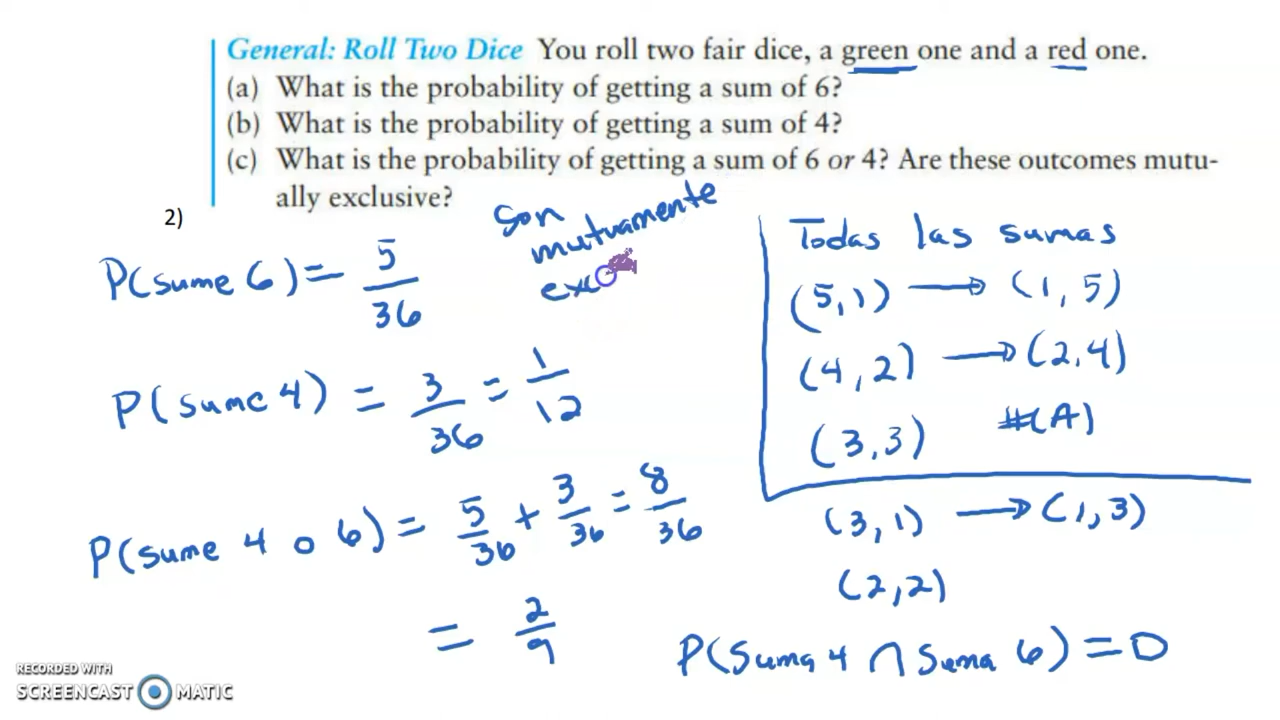 General: Roll Two Dice You roll two fair dice, a green one and a red one.
(a) What is the probability of getting a sum of 6?
(b) What is the probability of getting a sum of 4?
(c) What is the probability of getting a sum of 6 or 4? Are these outcomes mutu-
ally exclusive?
2)
son
mutuamente
exc
P(sume 6) = 5/36
P(sume 4) = 3/36 = 1/12
P(sume 4 o 6) = 5/36 + 3/36 = 8/36
= 2/9
Todas las sumas
(5,1) → (1,5)
(4,2) → (2,4)
(3,3) #(A)
(3,1) → (1,3)
(2,2)
P(Suma 4 ∩ Suma 6) = 0
RECORDED WITH
SCREENCAST MATIC